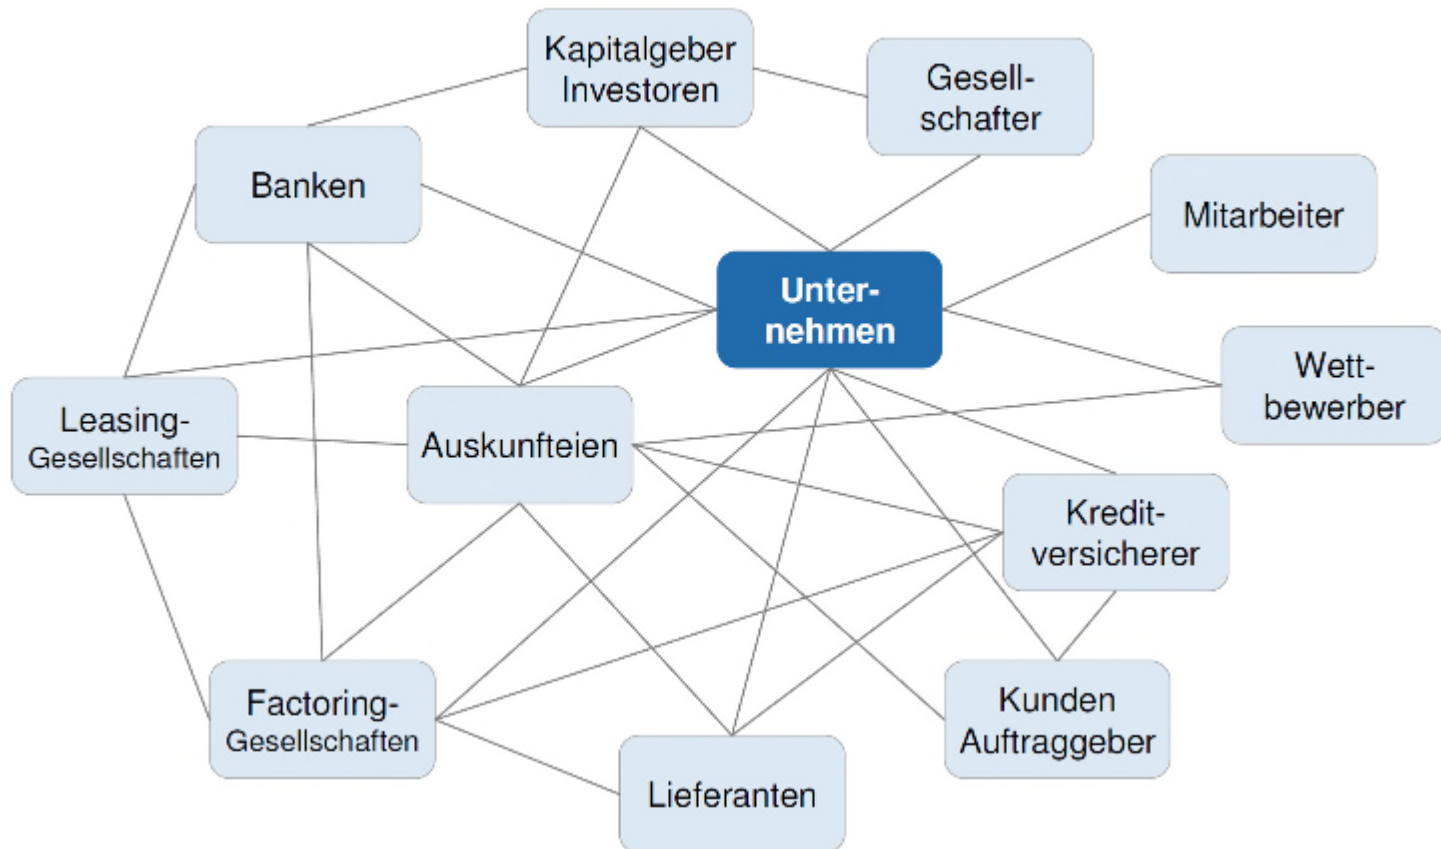 Kapitalgeber
Investoren
Gesell-
schafter
Banken
Mitarbeiter
Unter-
nehmen
Wett-
bewerber
Leasing-
Gesellschaften
Auskunfteien
Kredit-
versicherer
Factoring-
Gesellschaften
Kunden
Auftraggeber
Lieferanten